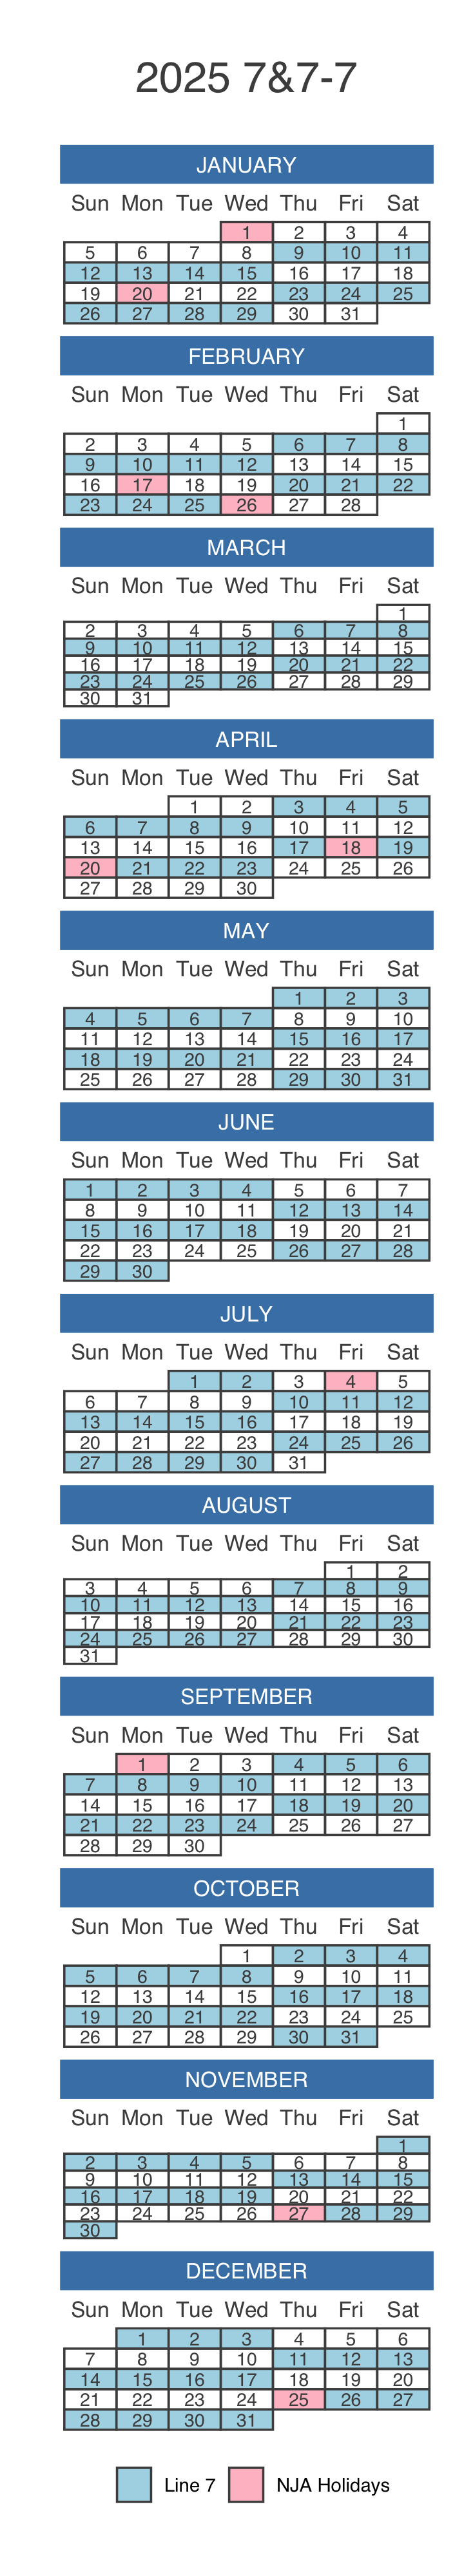 2025 7&7-7
JANUARY
Sun Mon Tue Wed Thu Fri Sat
1 2 3 4
5 6 7 8 9 10 11
12 13 14 15 16 17 18
19 20 21 22 23 24 25
26 27 28 29 30 31
FEBRUARY
Sun Mon Tue Wed Thu Fri Sat
1
2 3 4 5 6 7 8
9 10 11 12 13 14 15
16 17 18 19 20 21 22
23 24 25 26 27 28
MARCH
Sun Mon Tue Wed Thu Fri Sat
1
2 3 4 5 6 7 8
9 10 11 12 13 14 15
16 17 18 19 20 21 22
23 24 25 26 27 28 29
30 31
APRIL
Sun Mon Tue Wed Thu Fri Sat
1 2 3 4 5
6 7 8 9 10 11 12
13 14 15 16 17 18 19
20 21 22 23 24 25 26
27 28 29 30
MAY
Sun Mon Tue Wed Thu Fri Sat
1 2 3
4 5 6 7 8 9 10
11 12 13 14 15 16 17
18 19 20 21 22 23 24
25 26 27 28 29 30 31
JUNE
Sun Mon Tue Wed Thu Fri Sat
1 2 3 4 5 6 7
8 9 10 11 12 13 14
15 16 17 18 19 20 21
22 23 24 25 26 27 28
29 30
JULY
Sun Mon Tue Wed Thu Fri Sat
1 2 3 4 5
6 7 8 9 10 11 12
13 14 15 16 17 18 19
20 21 22 23 24 25 26
27 28 29 30 31
AUGUST
Sun Mon Tue Wed Thu Fri Sat
1 2
3 4 5 6 7 8 9
10 11 12 13 14 15 16
17 18 19 20 21 22 23
24 25 26 27 28 29 30
31
SEPTEMBER
Sun Mon Tue Wed Thu Fri Sat
1 2 3 4 5 6
7 8 9 10 11 12 13
14 15 16 17 18 19 20
21 22 23 24 25 26 27
28 29 30
OCTOBER
Sun Mon Tue Wed Thu Fri Sat
1 2 3 4
5 6 7 8 9 10 11
12 13 14 15 16 17 18
19 20 21 22 23 24 25
26 27 28 29 30 31
NOVEMBER
Sun Mon Tue Wed Thu Fri Sat
1
2 3 4 5 6 7 8
9 10 11 12 13 14 15
16 17 18 19 20 21 22
23 24 25 26 27 28 29
30
DECEMBER
Sun Mon Tue Wed Thu Fri Sat
1 2 3 4 5 6
7 8 9 10 11 12 13
14 15 16 17 18 19 20
21 22 23 24 25 26 27
28 29 30 31
Line 7 NJA Holidays